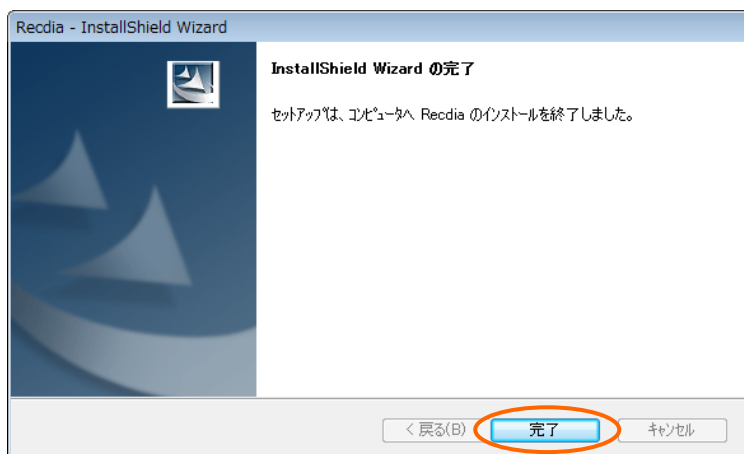 Recdia - InstallShield Wizard
InstallShield Wizard の完了
セットアップは、コンピュータへ Recdia のインストールを終了しました。
< 戻る(B)
完了
キャンセル